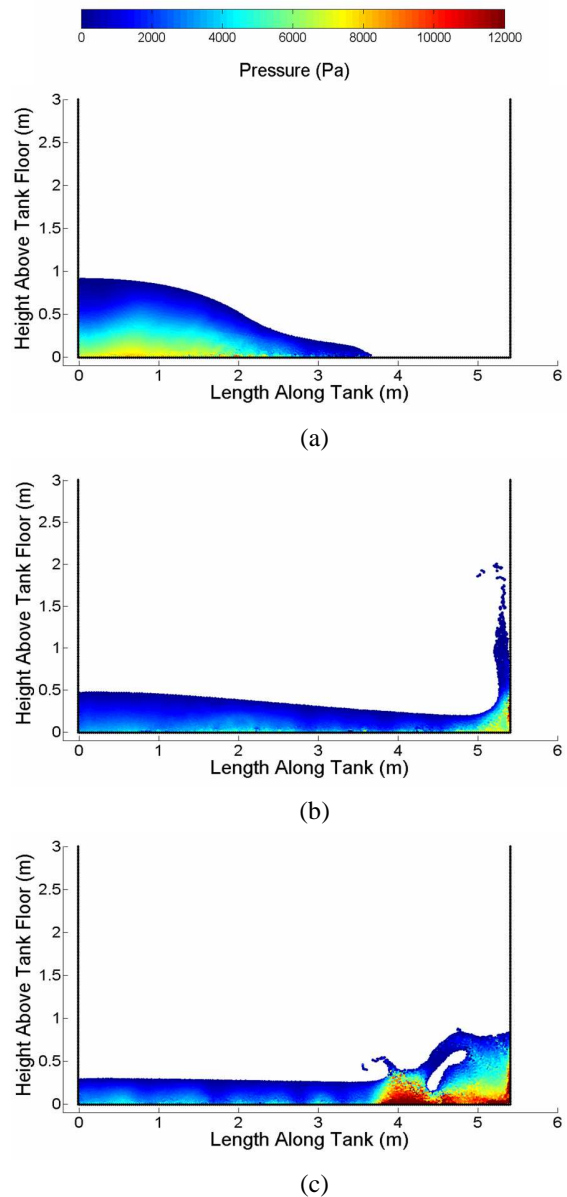 0 2000 4000 6000 8000 10000 12000
Pressure (Pa)
Height Above Tank Floor (m)
3
2.5
2
1.5
1
0.5
0
0 1 2 3 4 5 6
Length Along Tank (m)
(a)
Height Above Tank Floor (m)
3
2.5
2
1.5
1
0.5
0
0 1 2 3 4 5 6
Length Along Tank (m)
(b)
Height Above Tank Floor (m)
3
2.5
2
1.5
1
0.5
0
0 1 2 3 4 5 6
Length Along Tank (m)
(c)